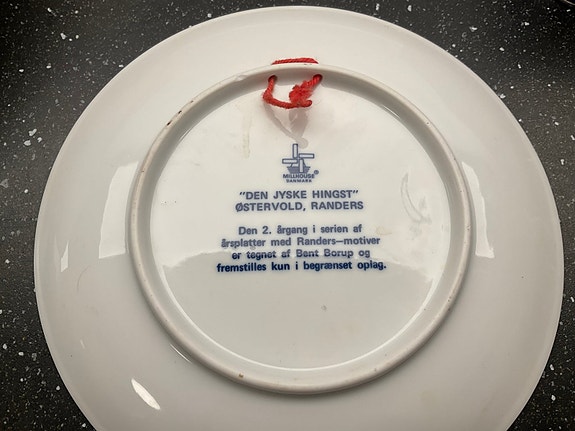 MILLHOUSE ®
DANMARK
"DEN JYSKE HINGST"
ØSTERVOLD, RANDERS
Den 2. årgang i serien af
årsplatter med Randers—motiver
er tegnet af Bent Borup og
fremstilles kun i begrænset oplag.